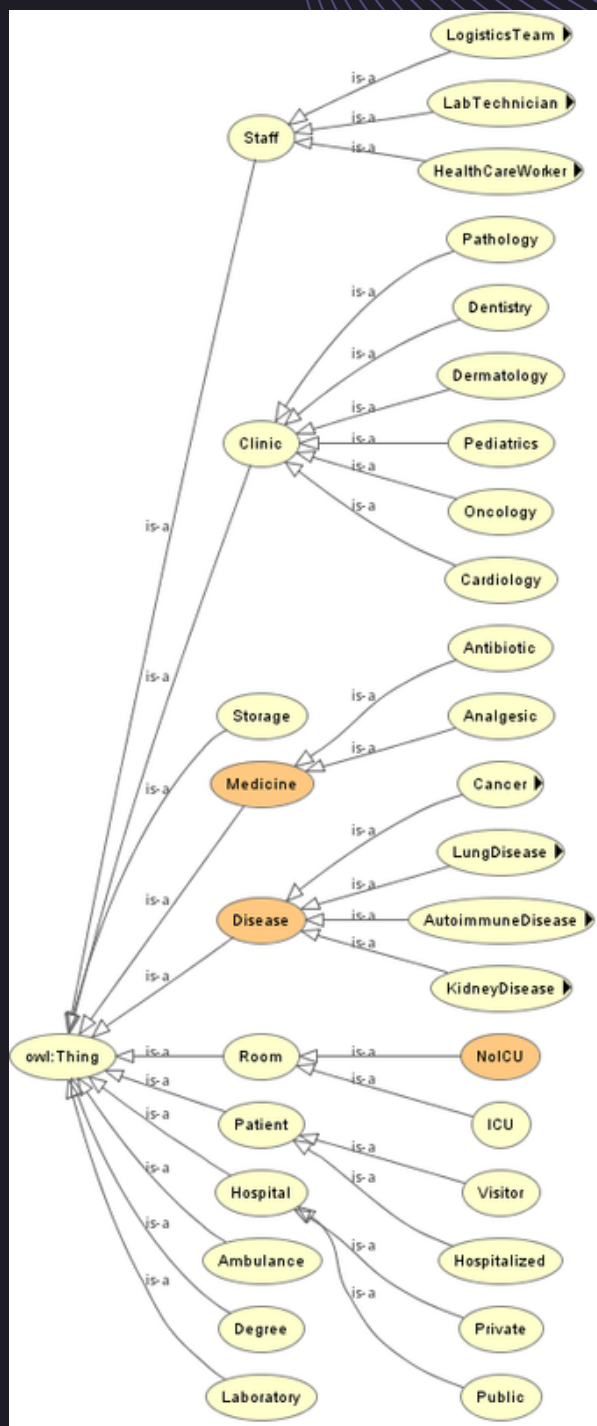 LogisticsTeam
is-a
LabTechnician
is-a
Staff
is-a
HealthCareWorker
Pathology
is-a
Dentistry
is-a
Dermatology
is-a
Clinic
is-a
Pediatrics
is-a
Oncology
is-a
is-a
Cardiology
Antibiotic
is-a
is-a
Storage
Analgesic
is-a
Medicine
Cancer
is-a
is-a
LungDisease
is-a
is-a
Disease
is-a
AutoimmuneDisease
is-a
is-a
KidneyDisease
owl:Thing
is-a
Room
is-a
NoICU
is-a
is-a
Patient
ICU
is-a
is-a
Hospital
Visitor
is-a
is-a
Ambulance
Hospitalized
is-a
is-a
Degree
Private
is-a
Laboratory
Public